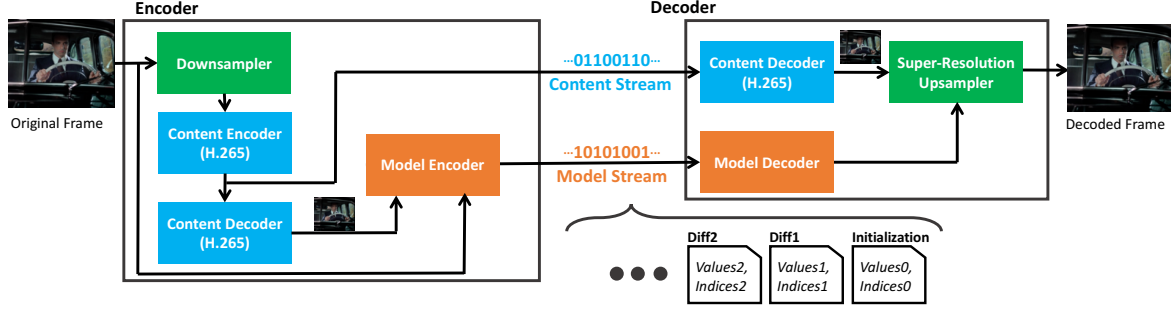 Encoder
Decoder
Original Frame
Downsampler
Content Encoder
(H.265)
Content Decoder
(H.265)
Model Encoder
···01100110···
Content Stream
···10101001···
Model Stream
Content Decoder
(H.265)
Super-Resolution
Upsampler
Model Decoder
Decoded Frame
Diff2
Values2,
Indices2
Diff1
Values1,
Indices1
Initialization
Values0,
Indices0